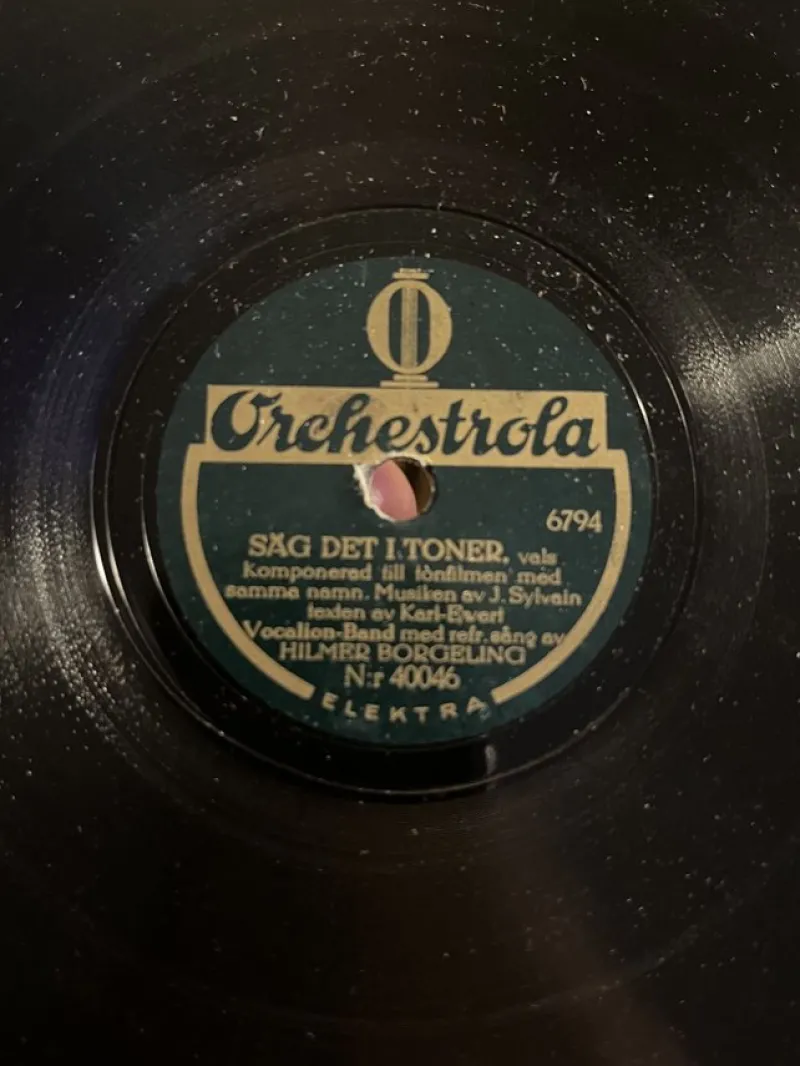 O
Orchestrola
6794
SÄG DET I TONER, vals
Komponerad till tonfilmen med
samma namn. Musiken av J. Sylvain
texten av Karl-Ewert
Vocalion-Band med refr. sång av
HILMER BORGELING
N:r 40046
ELEKTRA